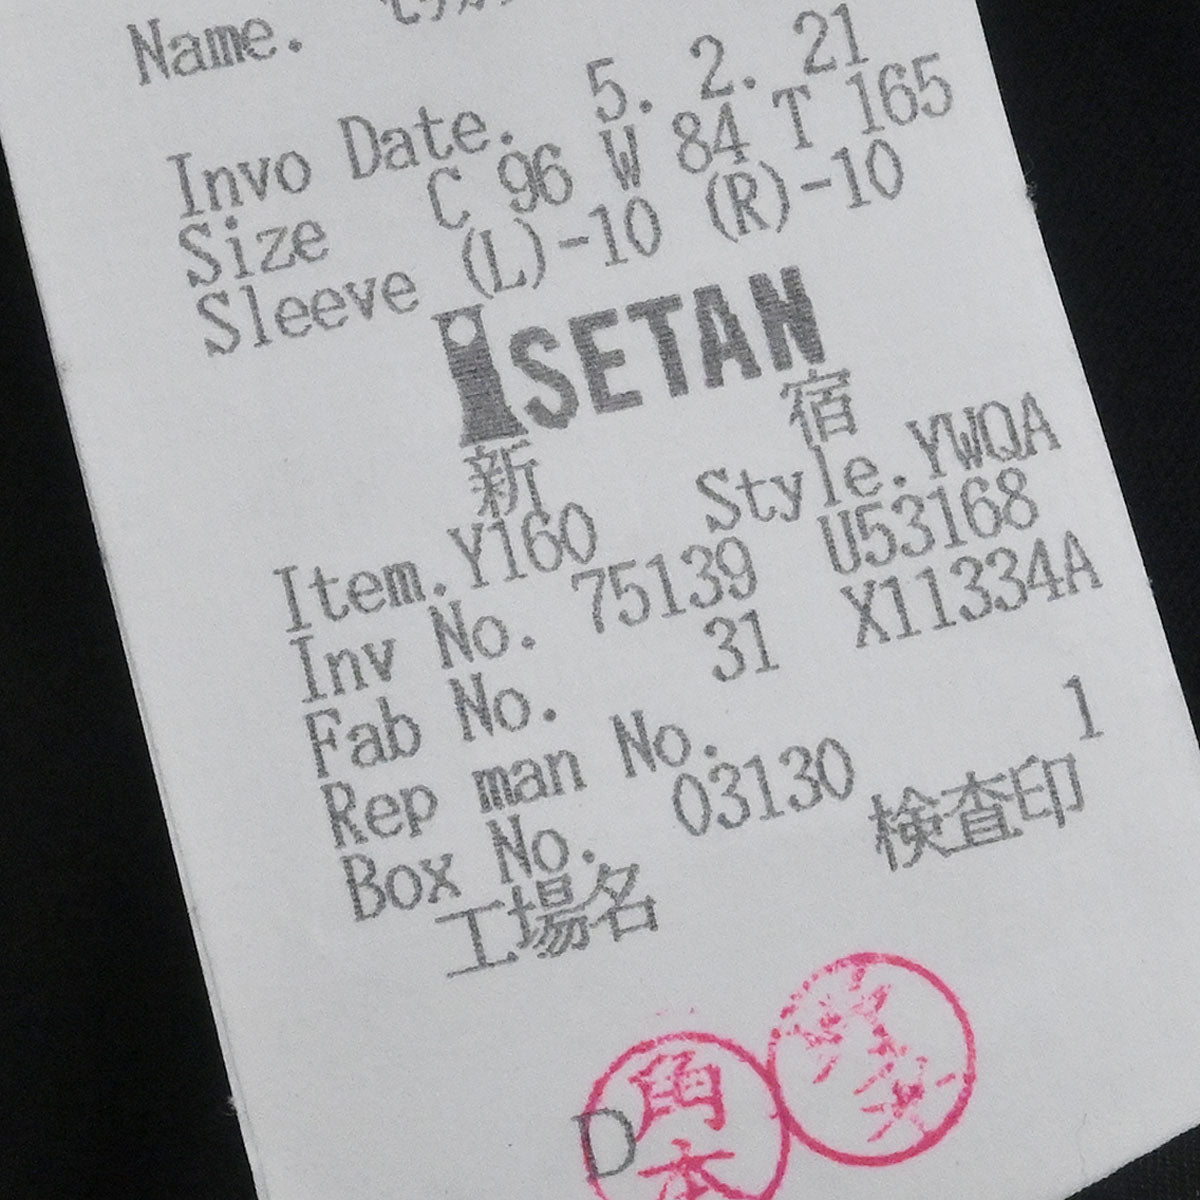 Name.
Invo Date. 5. 2. 21
Size C 96 W 84 T 165
Sleeve (L)-10 (R)-10
ISETAN
新 宿
Item.Y160 Style.YWQA
Inv No. 75139 U53168
Fab No. 31 X11334A
Rep man No. 1
Box No. 03130
工場名 検査印
D
角本